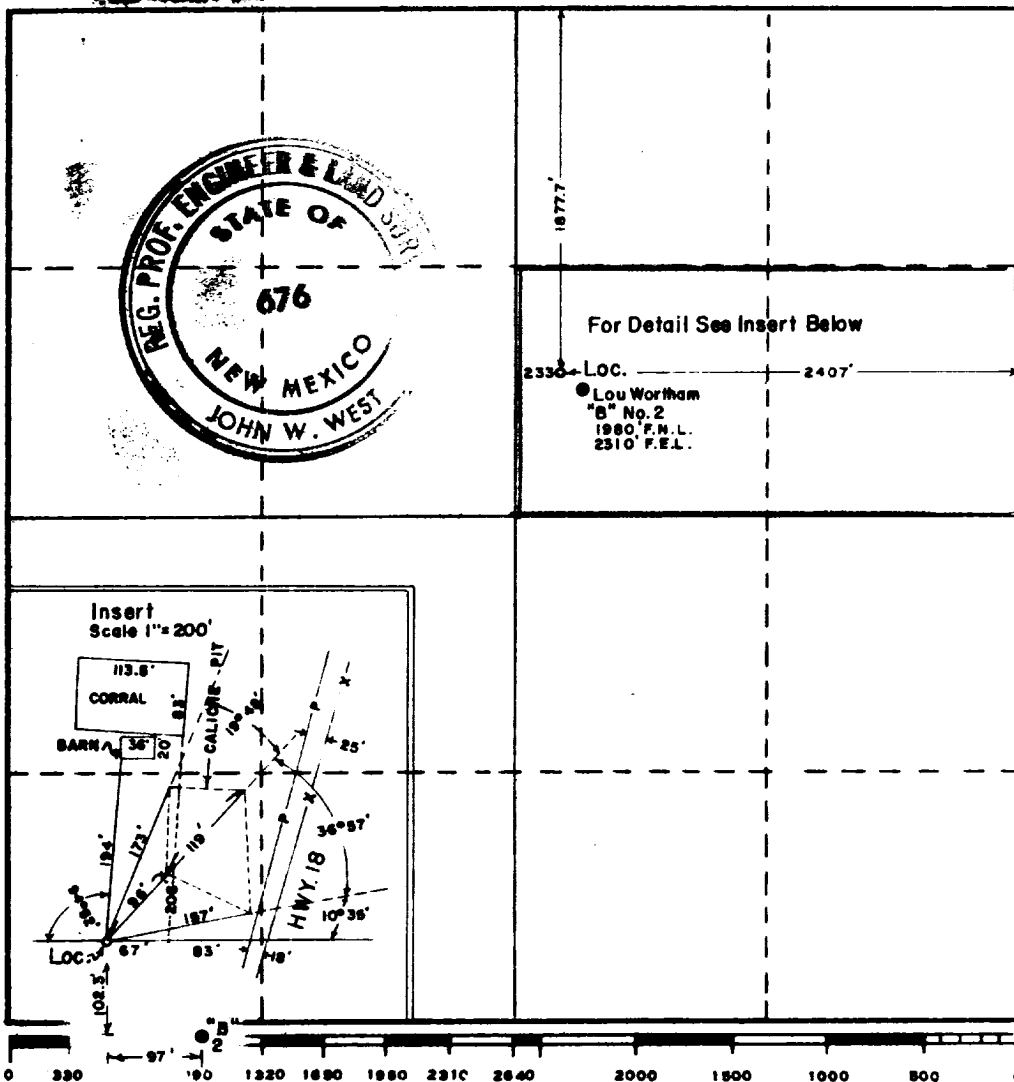 REG. PROF. ENGINEER & LAND SUR
STATE OF
676
NEW MEXICO
JOHN W. WEST
1877.7'
For Detail See Insert Below
2330 LOC. 2407'
Lou Wortham
"B" No. 2
1980' F.N.L.
2310' F.E.L.
Insert
Scale 1"=200'
113.8'
CORRAL
83'
CALICHE PIT
BARN
36'
20'
P
X
25'
194'
173'
119'
P
X
36°57'
HWY. 18
187'
10°35'
LOC.
67'
83'
18'
102.3'
"B"
2
97'
0 330 1320 1650 1980 2310 2640 2000 1500 1000 500